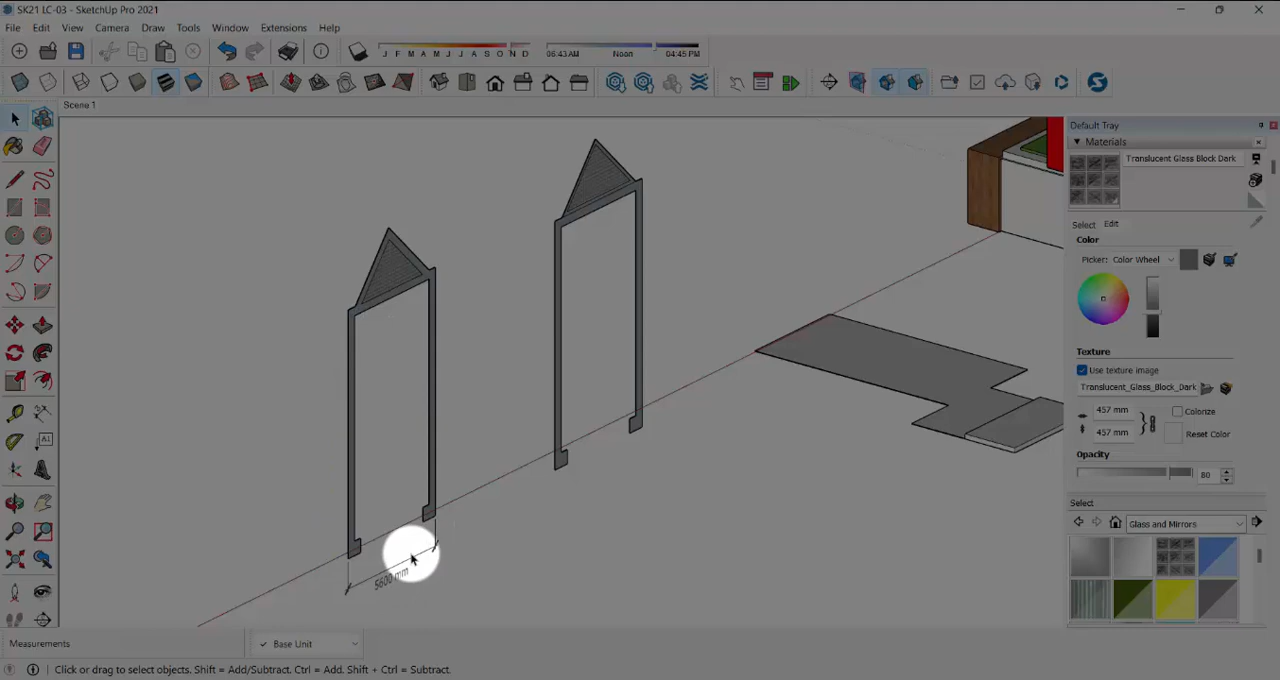 SK21 LC-03 - SketchUp Pro 2021
File Edit View Camera Draw Tools Window Extensions Help
J F M A M J J A S O N D 06:43 AM Noon 04:45 PM
Scene 1
Default Tray
Materials
Translucent Glass Block Dark
Select Edit
Color
Picker: Color Wheel
Texture
Use texture image
Translucent_Glass_Block_Dark
457 mm Colorize
457 mm Reset Color
Opacity
80
Select
Glass and Mirrors
A1
5600 mm
Measurements Base Unit
Click or drag to select objects. Shift = Add/Subtract. Ctrl = Add. Shift + Ctrl = Subtract.